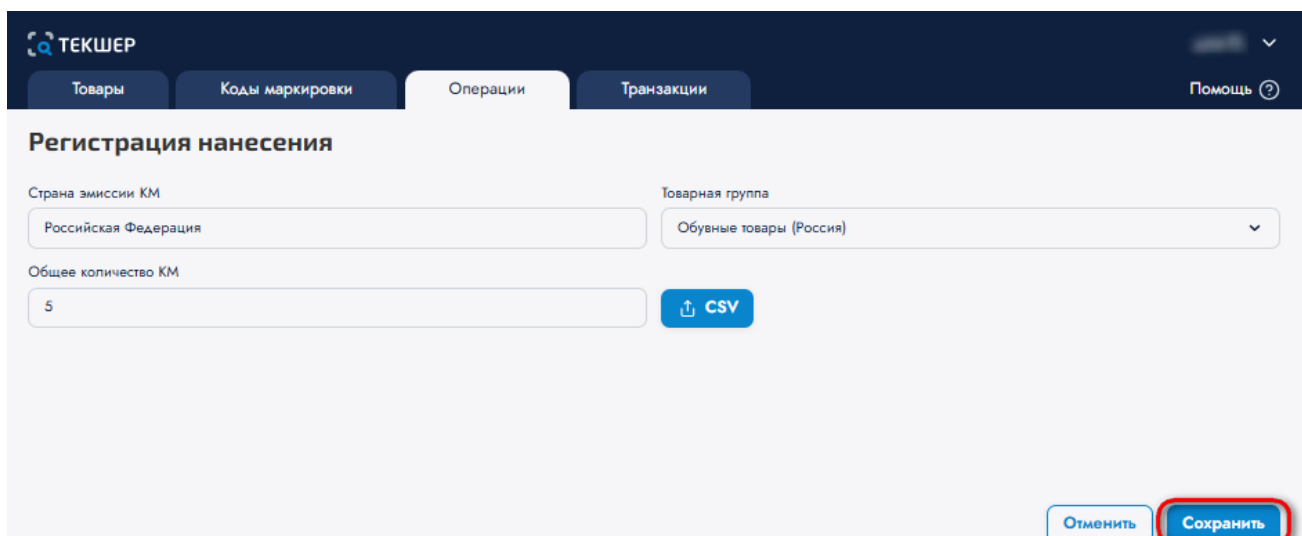 ТЕКШЕР
Товары Коды маркировки Операции Транзакции Помощь ?
Регистрация нанесения
Страна эмиссии КМ Товарная группа
Российская Федерация Обувные товары (Россия)
Общее количество КМ
5 CSV
Отменить Сохранить